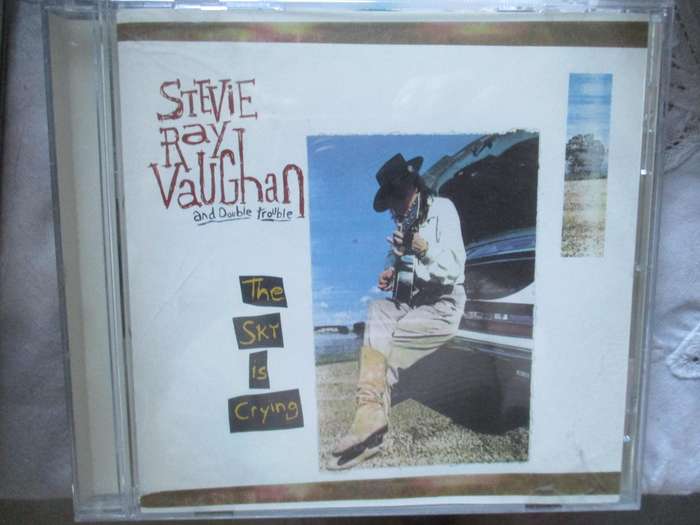 STEViE
Ray
VauGhan
and Double trouble
The
SKY
is
Crying